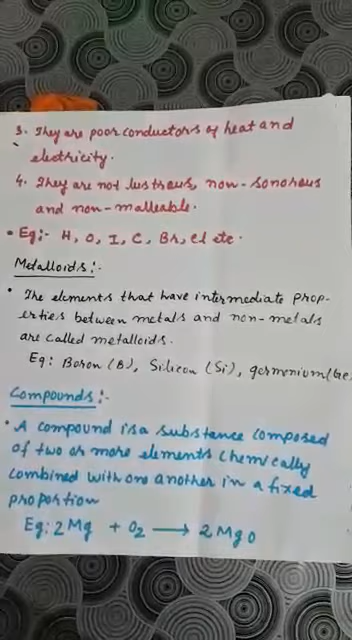 3. They are poor conductors of heat and
electricity.
4. They are not lustrous, non-sonorous
and non-malleable.
• Eg:- H, O, I, C, Br, Cl etc.
Metalloids:-
• The elements that have intermediate prop-
erties between metals and non-metals
are called metalloids.
Eg: Boron (B), Silicon (Si), germenium (Ge
Compounds:-
• A compound is a substance composed
of two or more elements chemically
combined with one another in a fixed
proportion
Eg: 2Mg + O₂ → 2MgO